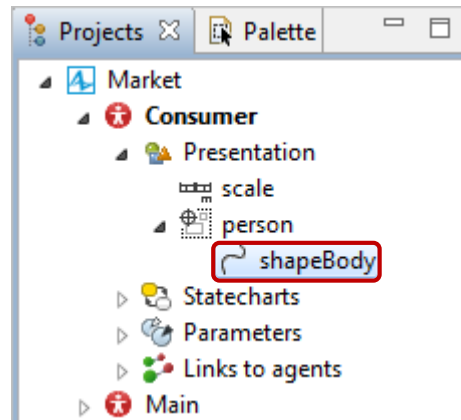 Projects Palette
Market
Consumer
Presentation
scale
person
shapeBody
Statecharts
Parameters
Links to agents
Main